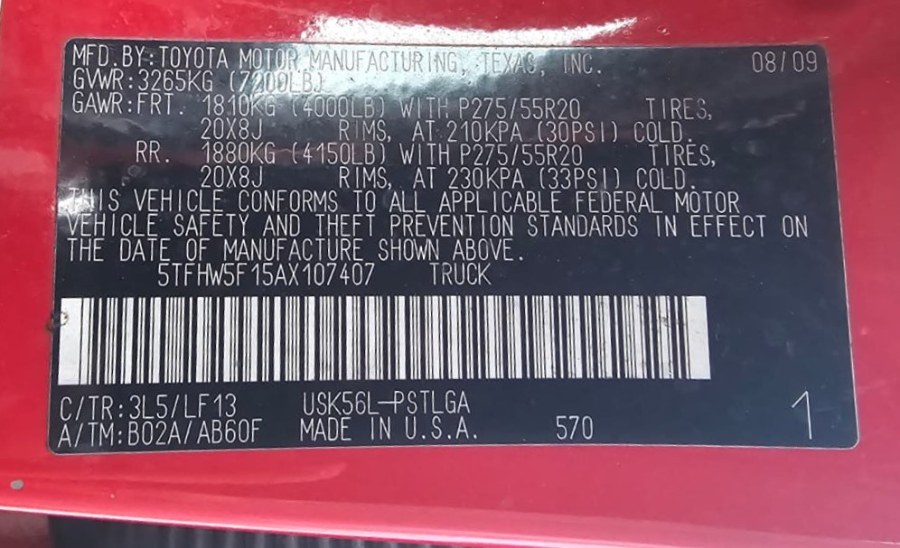 MFD.BY:TOYOTA MOTOR MANUFACTURING, TEXAS, INC. 08/09
GVWR:3265KG (7200LB)
GAWR:FRT. 1810KG (4000LB) WITH P275/55R20 TIRES,
20X8J RIMS, AT 210KPA (30PSI) COLD.
RR. 1880KG (4150LB) WITH P275/55R20 TIRES,
20X8J RIMS, AT 230KPA (33PSI) COLD.
THIS VEHICLE CONFORMS TO ALL APPLICABLE FEDERAL MOTOR
VEHICLE SAFETY AND THEFT PREVENTION STANDARDS IN EFFECT ON
THE DATE OF MANUFACTURE SHOWN ABOVE.
5TFHW5F15AX107407 TRUCK
C/TR:3L5/LF13 USK56L-PSTLGA
A/TM:B02A/AB60F MADE IN U.S.A. 570 1